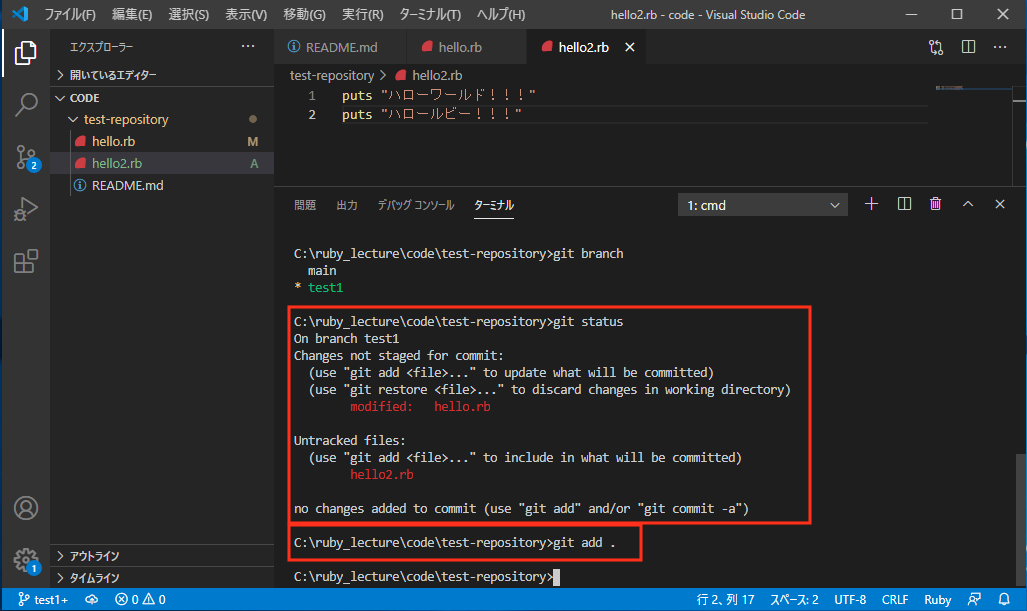 ファイル(F) 編集(E) 選択(S) 表示(V) 移動(G) 実行(R) ターミナル(T) ヘルプ(H) hello2.rb - code - Visual Studio Code
エクスプローラー
README.md hello.rb hello2.rb
開いているエディター
CODE
test-repository
hello.rb M
hello2.rb A
README.md
2
アウトライン
タイムライン
1
test-repository > hello2.rb
1 puts "ハローワールド！！！"
2 puts "ハロールビー！！！"
問題 出力 デバッグ コンソール ターミナル 1: cmd
C:\ruby_lecture\code\test-repository>git branch
main
* test1
C:\ruby_lecture\code\test-repository>git status
On branch test1
Changes not staged for commit:
(use "git add <file>..." to update what will be committed)
(use "git restore <file>..." to discard changes in working directory)
modified: hello.rb
Untracked files:
(use "git add <file>..." to include in what will be committed)
hello2.rb
no changes added to commit (use "git add" and/or "git commit -a")
C:\ruby_lecture\code\test-repository>git add .
C:\ruby_lecture\code\test-repository>
test1+ 0 0 行 2、列 17 スペース: 2 UTF-8 CRLF Ruby